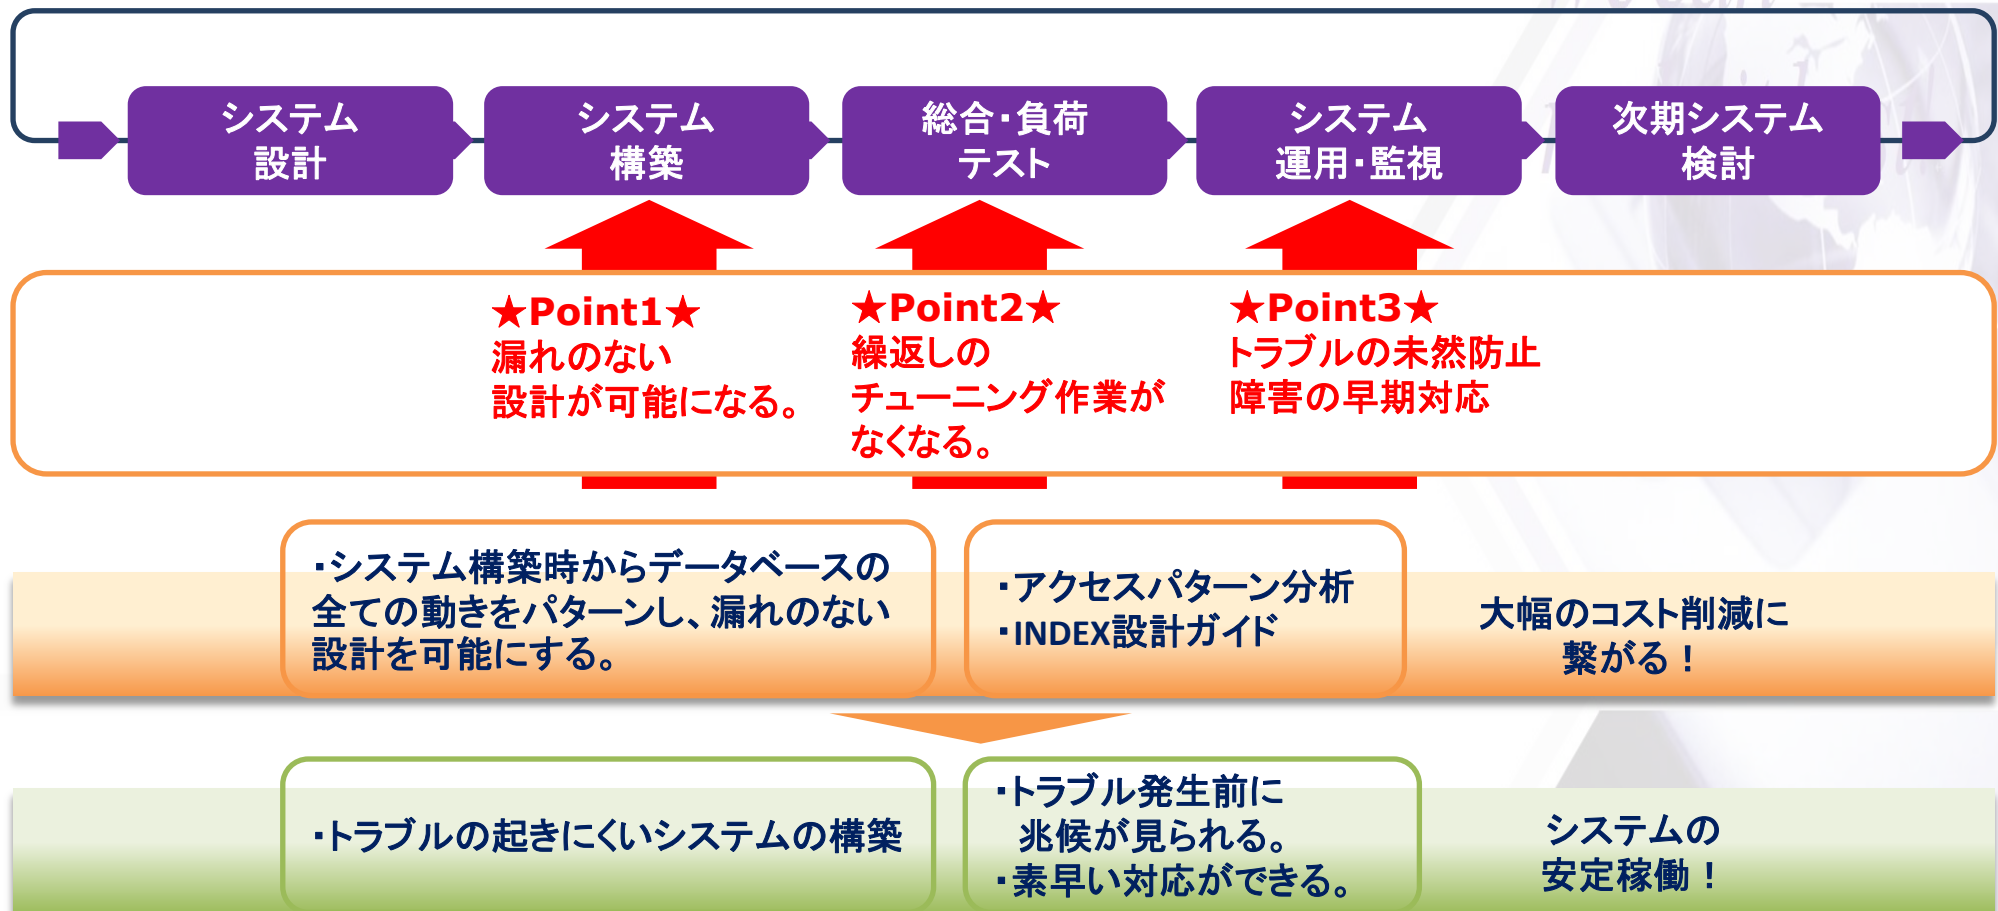 システム
設計
システム
構築
総合・負荷
テスト
システム
運用・監視
次期システム
検討
★Point1★
漏れのない
設計が可能になる。
★Point2★
繰返しの
チューニング作業が
なくなる。
★Point3★
トラブルの未然防止
障害の早期対応
・システム構築時からデータベースの
全ての動きをパターンし、漏れのない
設計を可能にする。
・アクセスパターン分析
・INDEX設計ガイド
大幅のコスト削減に
繋がる！
・トラブルの起きにくいシステムの構築
・トラブル発生前に
兆候が見られる。
・素早い対応ができる。
システムの
安定稼働！